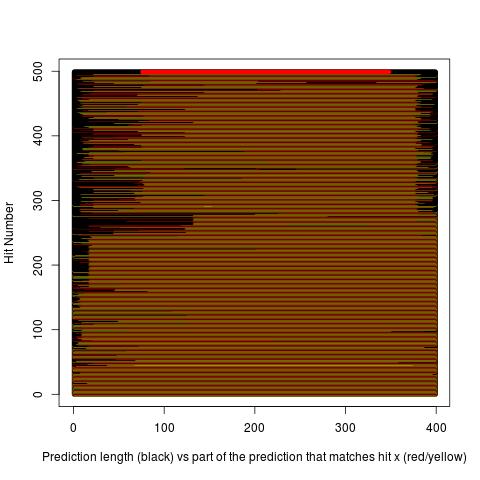 500
400
300
200
100
0
Hit Number
0 100 200 300 400
Prediction length (black) vs part of the prediction that matches hit x (red/yellow)